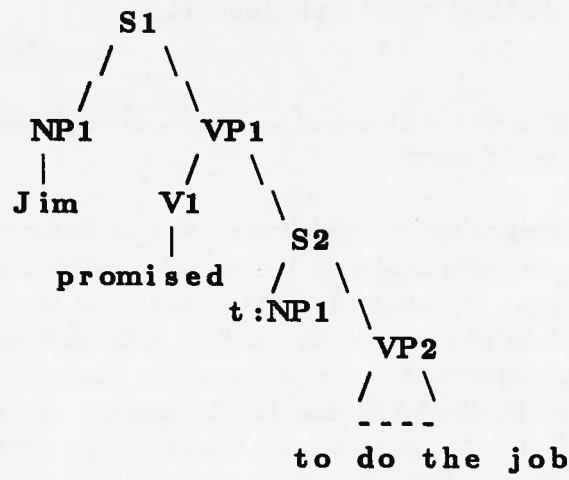 S1
NP1 VP1
Jim V1
S2
promised
t:NP1
VP2
to do the job